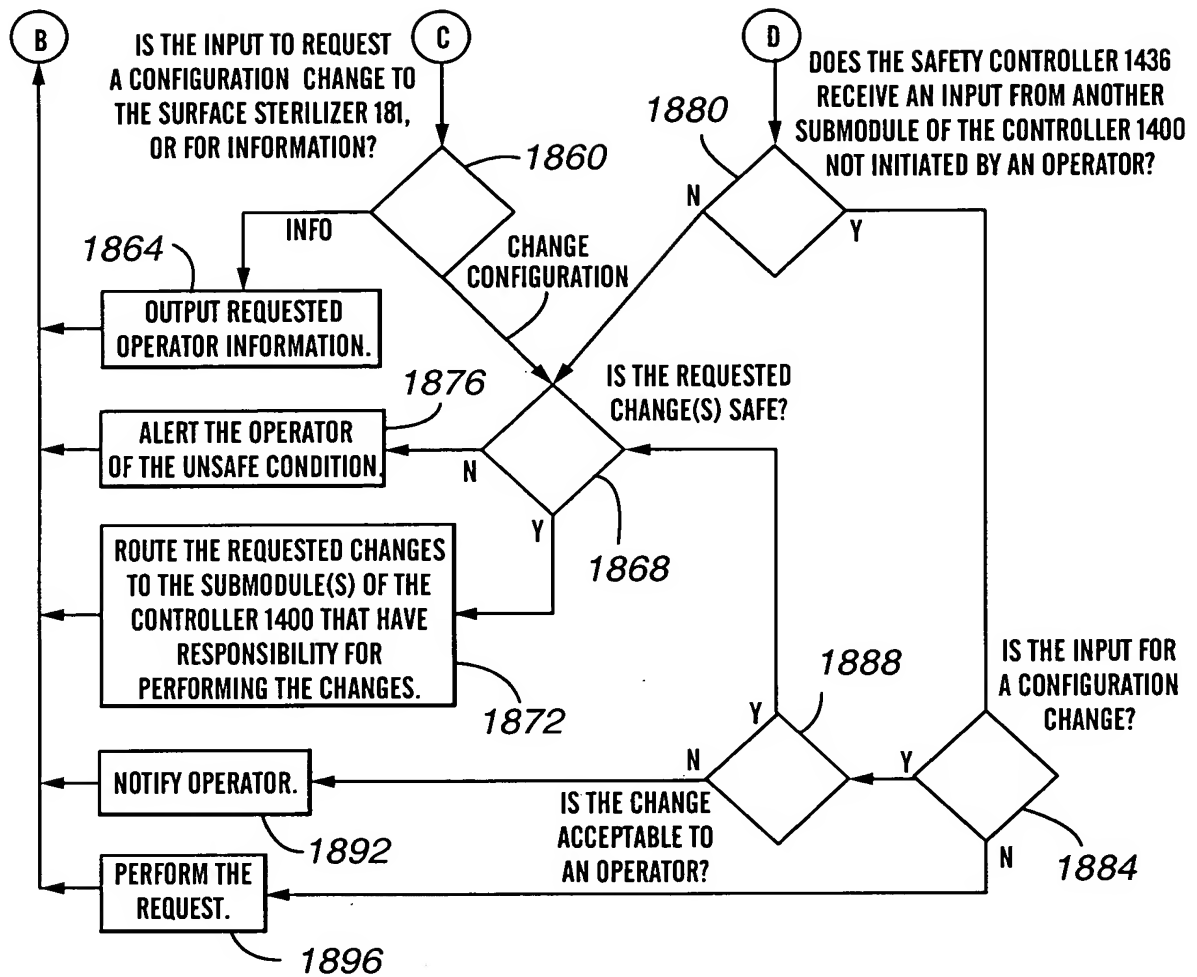 B
IS THE INPUT TO REQUEST
A CONFIGURATION CHANGE TO
THE SURFACE STERILIZER 181,
OR FOR INFORMATION?
C
D
DOES THE SAFETY CONTROLLER 1436
RECEIVE AN INPUT FROM ANOTHER
SUBMODULE OF THE CONTROLLER 1400
NOT INITIATED BY AN OPERATOR?
1860
1880
N
Y
INFO
CHANGE
CONFIGURATION
1864
OUTPUT REQUESTED
OPERATOR INFORMATION.
IS THE REQUESTED
CHANGE(S) SAFE?
1876
ALERT THE OPERATOR
OF THE UNSAFE CONDITION.
N
Y
1868
ROUTE THE REQUESTED CHANGES
TO THE SUBMODULE(S) OF THE
CONTROLLER 1400 THAT HAVE
RESPONSIBILITY FOR
PERFORMING THE CHANGES.
1872
1888
IS THE INPUT FOR
A CONFIGURATION
CHANGE?
Y
N
Y
NOTIFY OPERATOR.
1892
IS THE CHANGE
ACCEPTABLE TO
AN OPERATOR?
N
1884
PERFORM THE
REQUEST.
1896